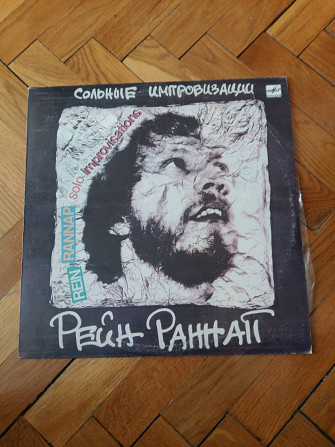 СОЛЬНЫЕ ИМПРОВИЗАЦИИ
REIN RANNAP
solo improvisations
РЕЙН РАННАП